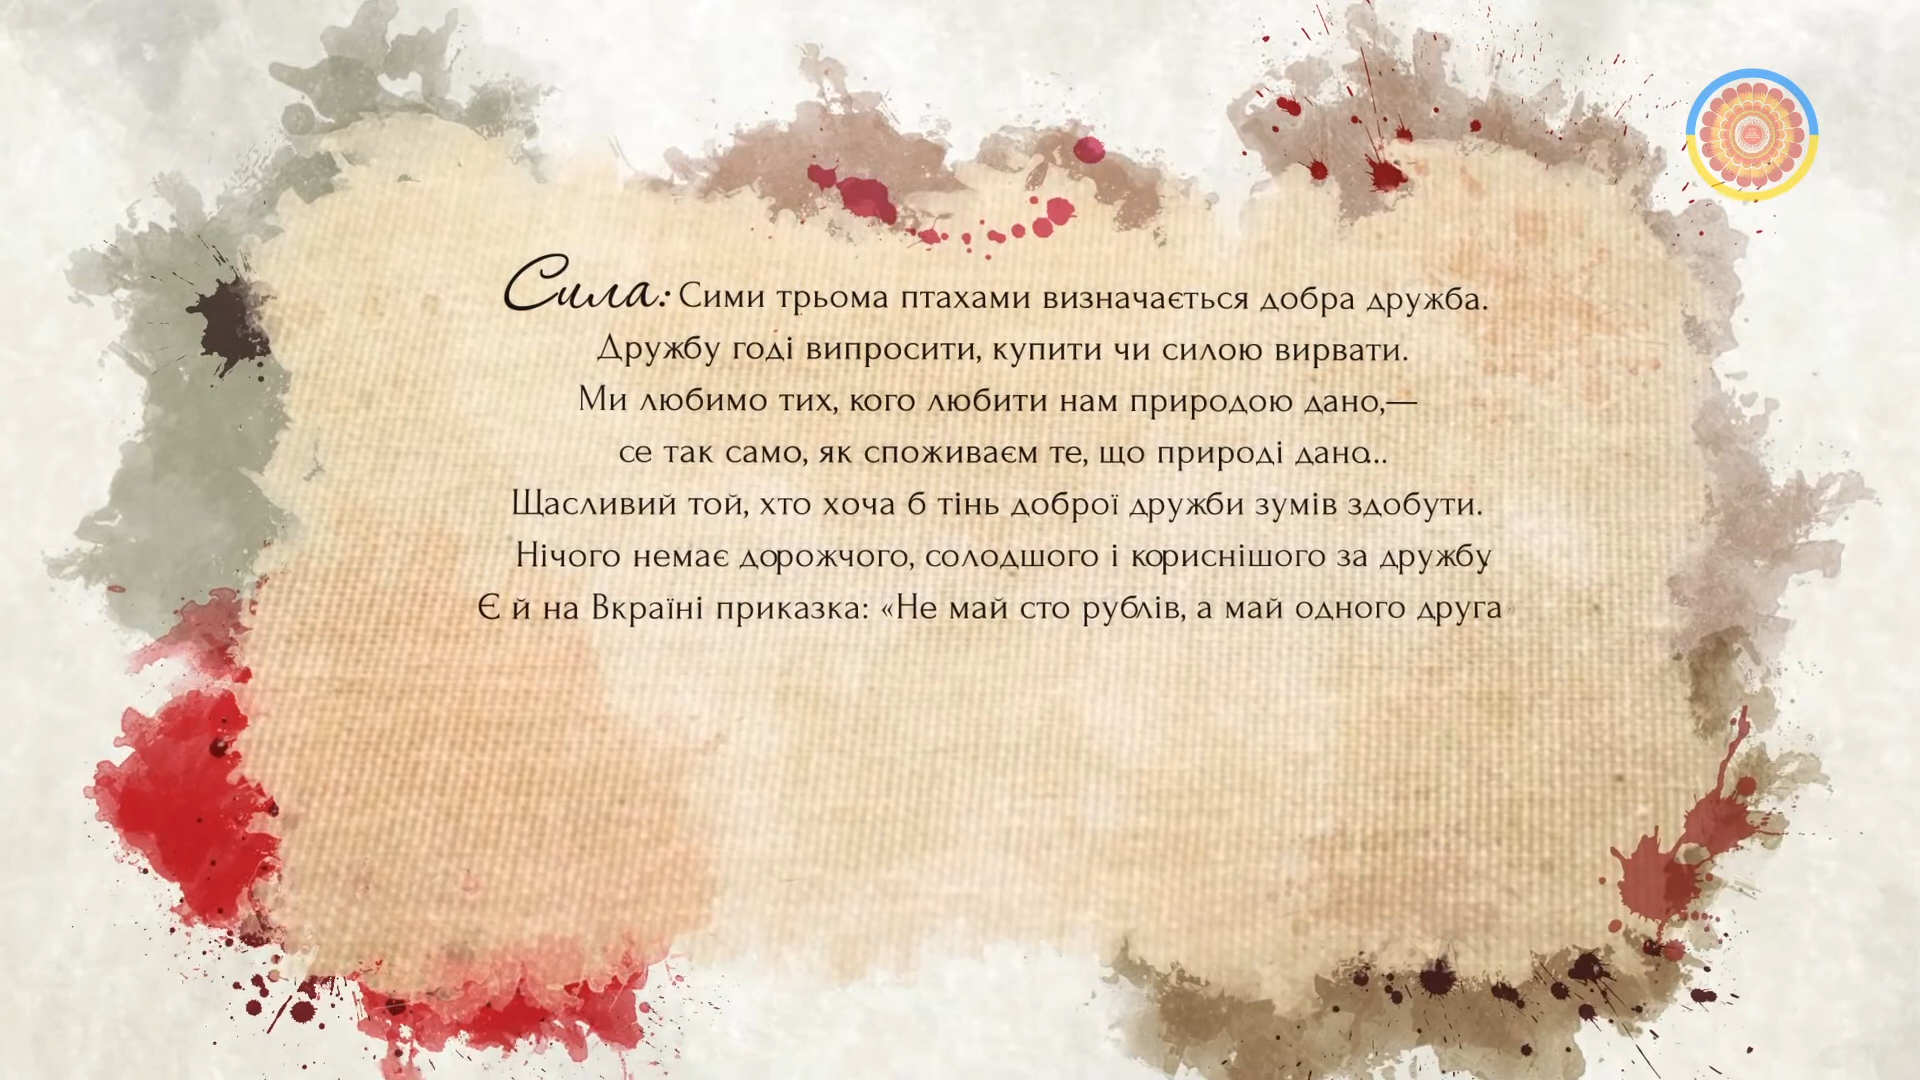 Сила: Сими трьома птахами визначається добра дружба.
Дружбу годі випросити, купити чи силою вирвати.
Ми любимо тих, кого любити нам природою дано,—
се так само, як споживаєм те, що природі дано..
Щасливий той, хто хоча б тінь доброї дружби зумів здобути.
Нічого немає дорожчого, солодшого і кориснішого за дружбу
Є й на Вкраїні приказка: «Не май сто рублів, а май одного друга